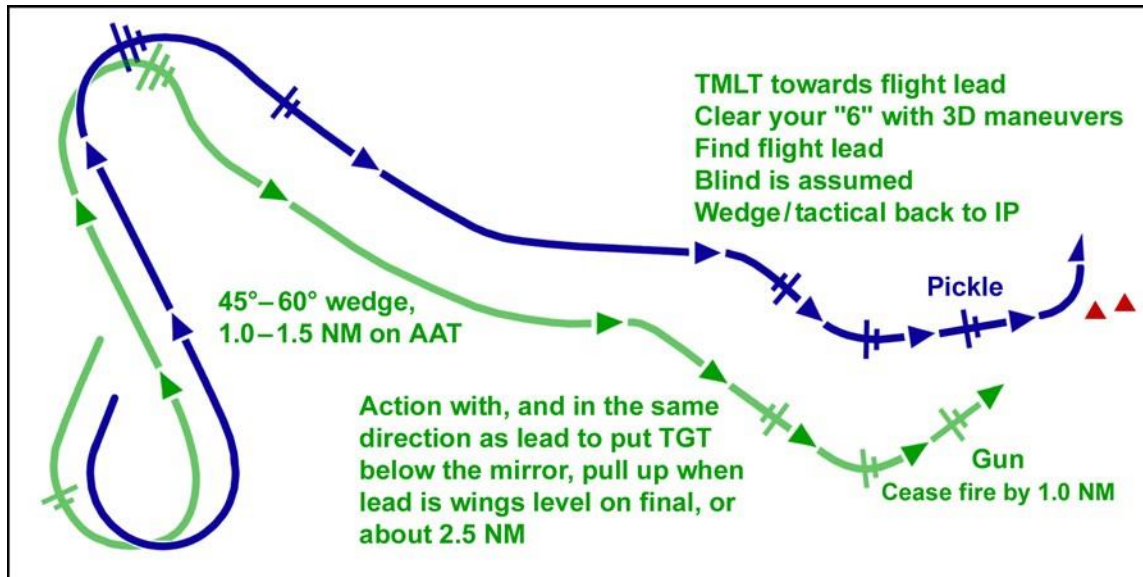 TMLT towards flight lead
Clear your "6" with 3D maneuvers
Find flight lead
Blind is assumed
Wedge/tactical back to IP
Pickle
45°–60° wedge,
1.0–1.5 NM on AAT
Action with, and in the same
direction as lead to put TGT
below the mirror, pull up when
lead is wings level on final, or
about 2.5 NM
Gun
Cease fire by 1.0 NM